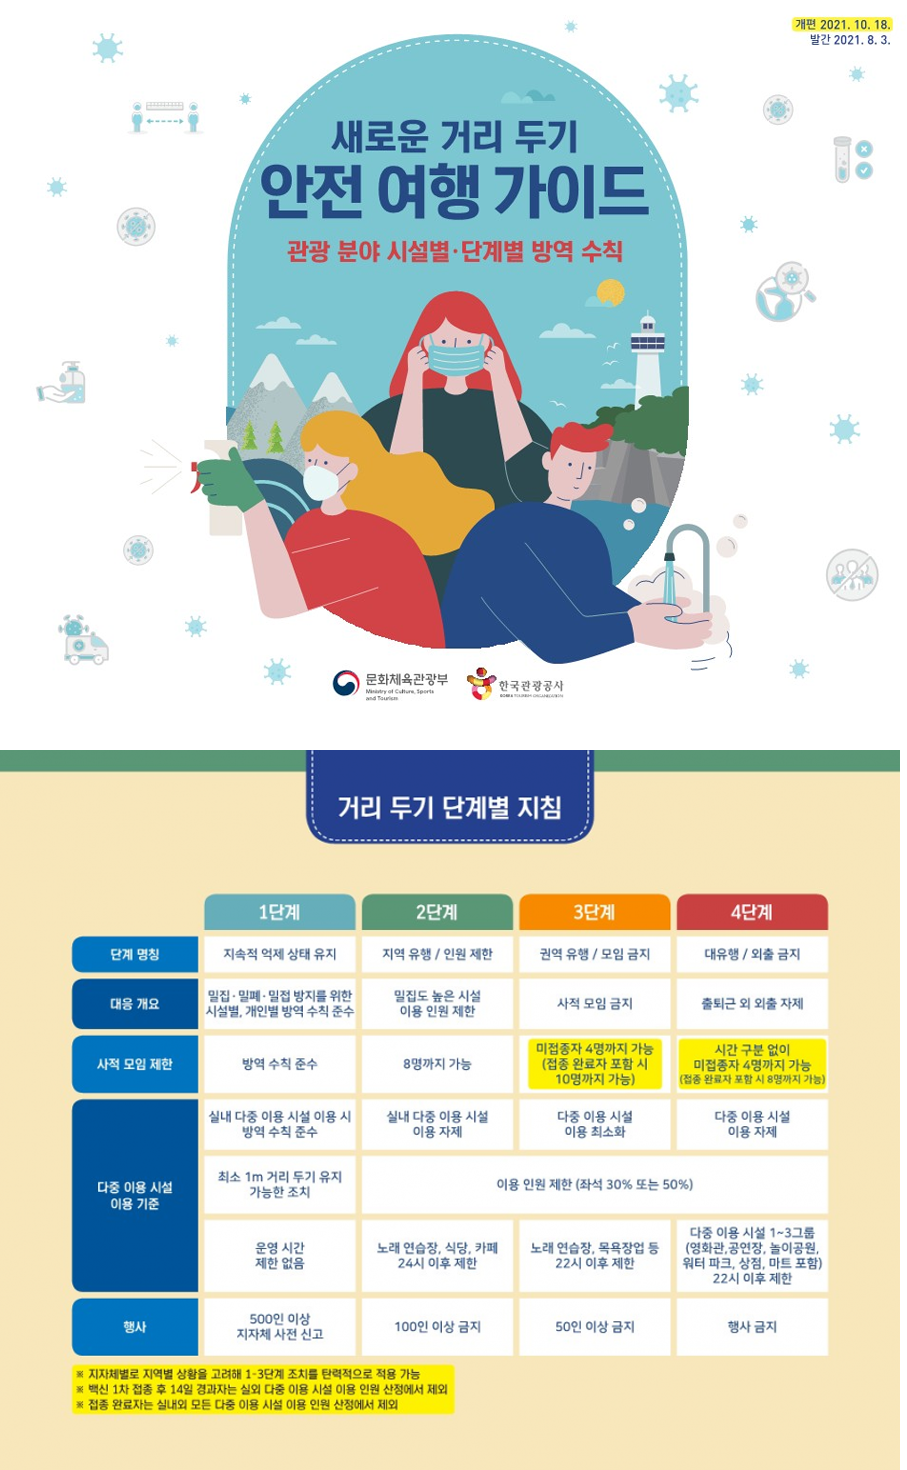 개편 2021. 10. 18.
발간 2021. 8. 3.
새로운 거리 두기
안전 여행 가이드
관광 분야 시설별·단계별 방역 수칙
문화체육관광부
Ministry of Culture, Sports
and Tourism
한국관광공사
KOREA TOURISM ORGANIZATION
거리 두기 단계별 지침
1단계
2단계
3단계
4단계
단계 명칭
지속적 억제 상태 유지
지역 유행 / 인원 제한
권역 유행 / 모임 금지
대유행 / 외출 금지
대응 개요
밀집·밀폐·밀접 방지를 위한
시설별, 개인별 방역 수칙 준수
밀집도 높은 시설
이용 인원 제한
사적 모임 금지
출퇴근 외 외출 자제
사적 모임 제한
방역 수칙 준수
8명까지 가능
미접종자 4명까지 가능
(접종 완료자 포함 시
10명까지 가능)
시간 구분 없이
미접종자 4명까지 가능
(접종 완료자 포함 시 8명까지 가능)
다중 이용 시설
이용 기준
실내 다중 이용 시설 이용 시
방역 수칙 준수
실내 다중 이용 시설
이용 자제
다중 이용 시설
이용 최소화
다중 이용 시설
이용 자제
최소 1m 거리 두기 유지
가능한 조치
이용 인원 제한 (좌석 30% 또는 50%)
운영 시간
제한 없음
노래 연습장, 식당, 카페
24시 이후 제한
노래 연습장, 목욕장업 등
22시 이후 제한
다중 이용 시설 1~3그룹
(영화관,공연장, 놀이공원,
워터 파크, 상점, 마트 포함)
22시 이후 제한
행사
500인 이상
지자체 사전 신고
100인 이상 금지
50인 이상 금지
행사 금지
※ 지자체별로 지역별 상황을 고려해 1-3단계 조치를 탄력적으로 적용 가능
※ 백신 1차 접종 후 14일 경과자는 실외 다중 이용 시설 이용 인원 산정에서 제외
※ 접종 완료자는 실내외 모든 다중 이용 시설 이용 인원 산정에서 제외